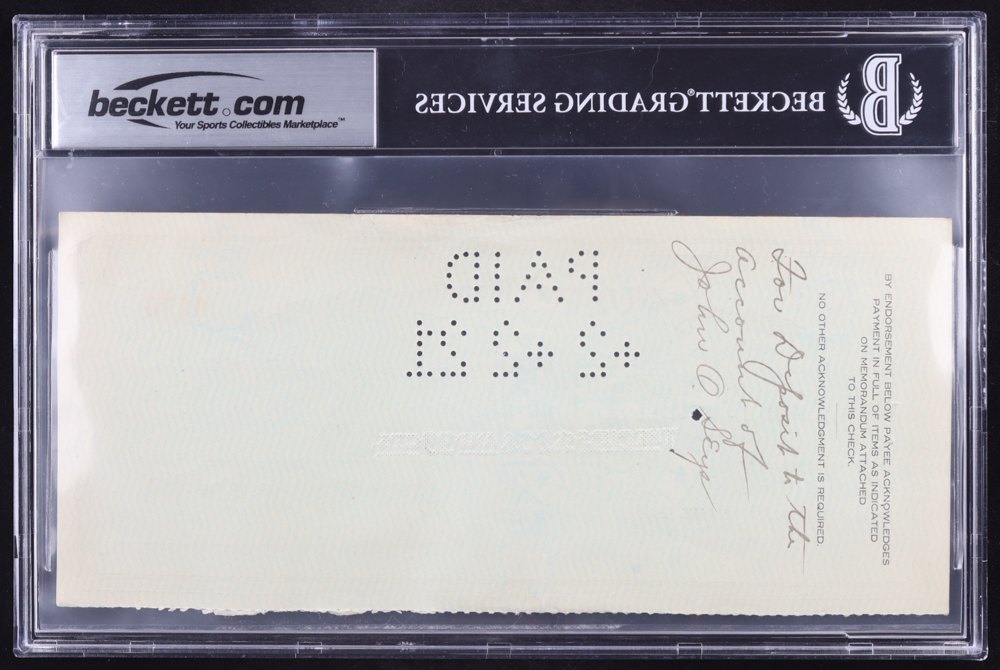 beckett.com
Your Sports Collectibles Marketplace™
BECKETT® GRADING SERVICES
B
PAID
BY ENDORSEMENT BELOW PAYEE ACKNOWLEDGES
PAYMENT IN FULL OF ITEMS AS INDICATED
ON MEMORANDUM ATTACHED
TO THIS CHECK.
NO OTHER ACKNOWLEDGMENT IS REQUIRED.
For Deposit to the
account of
John O.